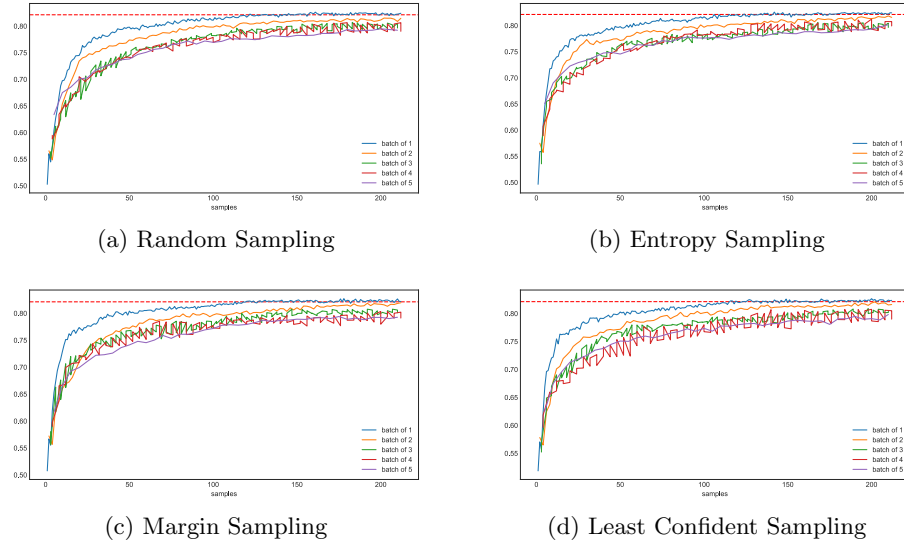 0.80
0.75
0.70
0.65
0.60
0.55
0.50
batch of 1
batch of 2
batch of 3
batch of 4
batch of 5
0 50 100 150 200
samples
(a) Random Sampling
0.80
0.75
0.70
0.65
0.60
0.55
0.50
batch of 1
batch of 2
batch of 3
batch of 4
batch of 5
0 50 100 150 200
samples
(b) Entropy Sampling
0.80
0.75
0.70
0.65
0.60
0.55
0.50
batch of 1
batch of 2
batch of 3
batch of 4
batch of 5
0 50 100 150 200
samples
(c) Margin Sampling
0.80
0.75
0.70
0.65
0.60
0.55
batch of 1
batch of 2
batch of 3
batch of 4
batch of 5
0 50 100 150 200
samples
(d) Least Confident Sampling